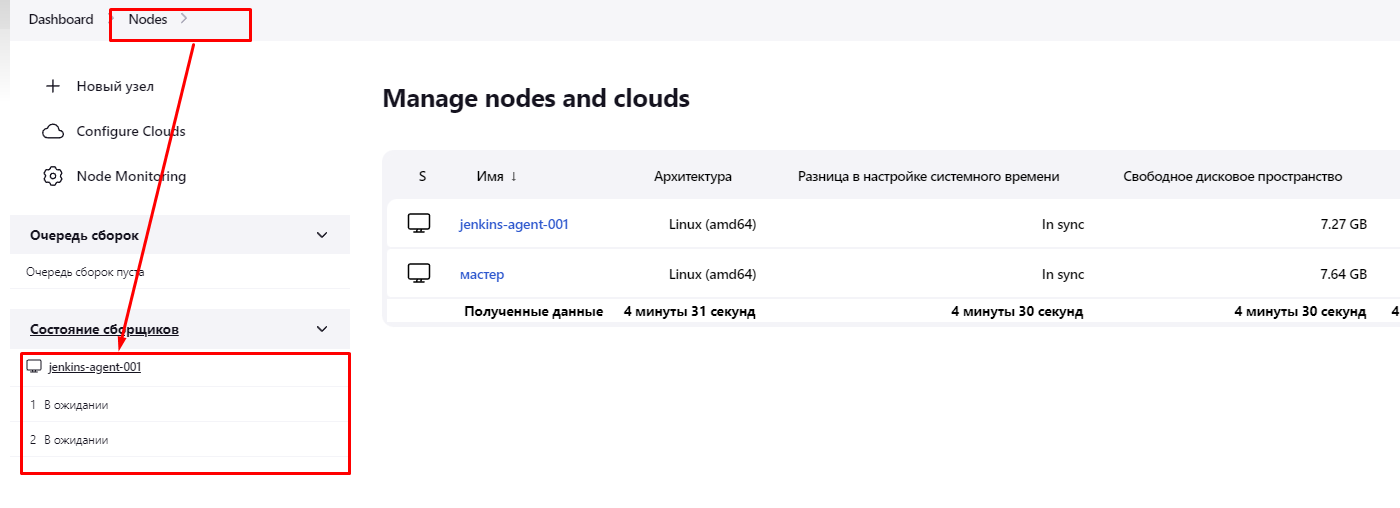 Dashboard Nodes
Новый узел
Configure Clouds
Node Monitoring
Очередь сборок
Очередь сборок пуста
Состояние сборщиков
jenkins-agent-001
1 В ожидании
2 В ожидании
Manage nodes and clouds
S Имя ↓ Архитектура Разница в настройке системного времени Свободное дисковое пространство
jenkins-agent-001 Linux (amd64) In sync 7.27 GB
мастер Linux (amd64) In sync 7.64 GB
Полученные данные 4 минуты 31 секунд 4 минуты 30 секунд 4 минуты 30 секунд 4